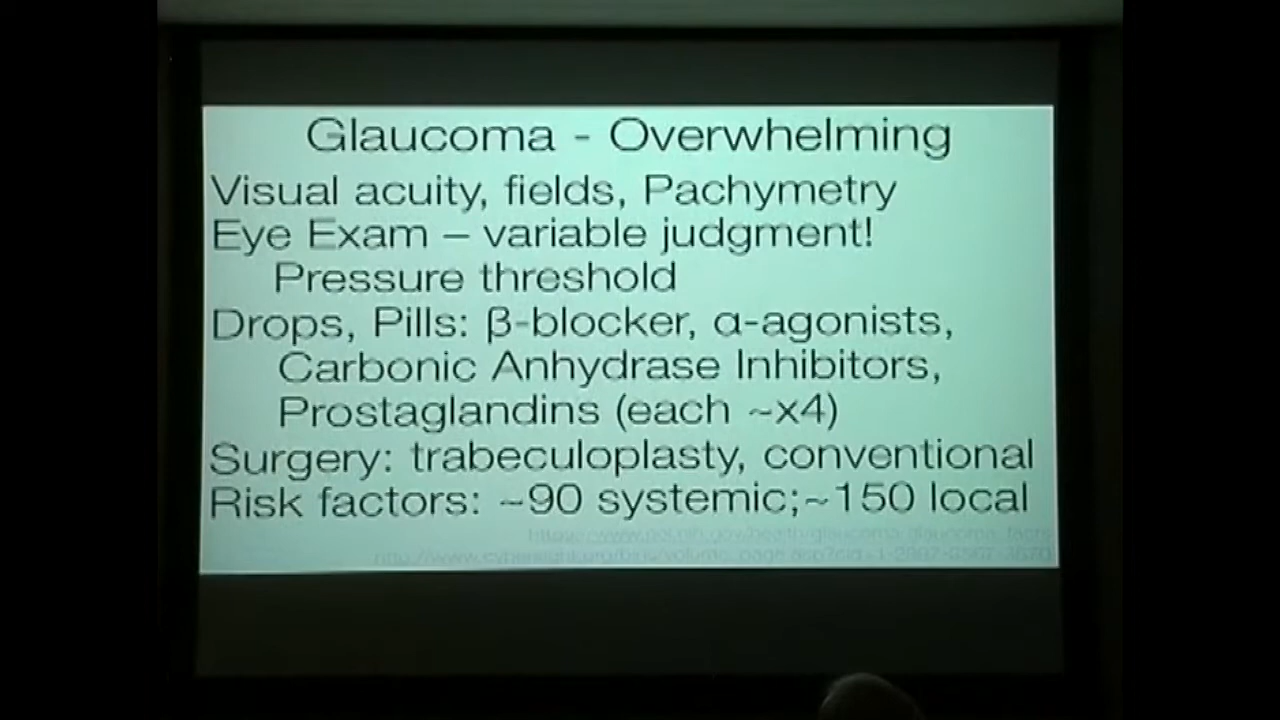 Glaucoma - Overwhelming
Visual acuity, fields, Pachymetry
Eye Exam – variable judgment!
Pressure threshold
Drops, Pills: β-blocker, α-agonists,
Carbonic Anhydrase Inhibitors,
Prostaglandins (each ~x4)
Surgery: trabeculoplasty, conventional
Risk factors: ~90 systemic;~150 local